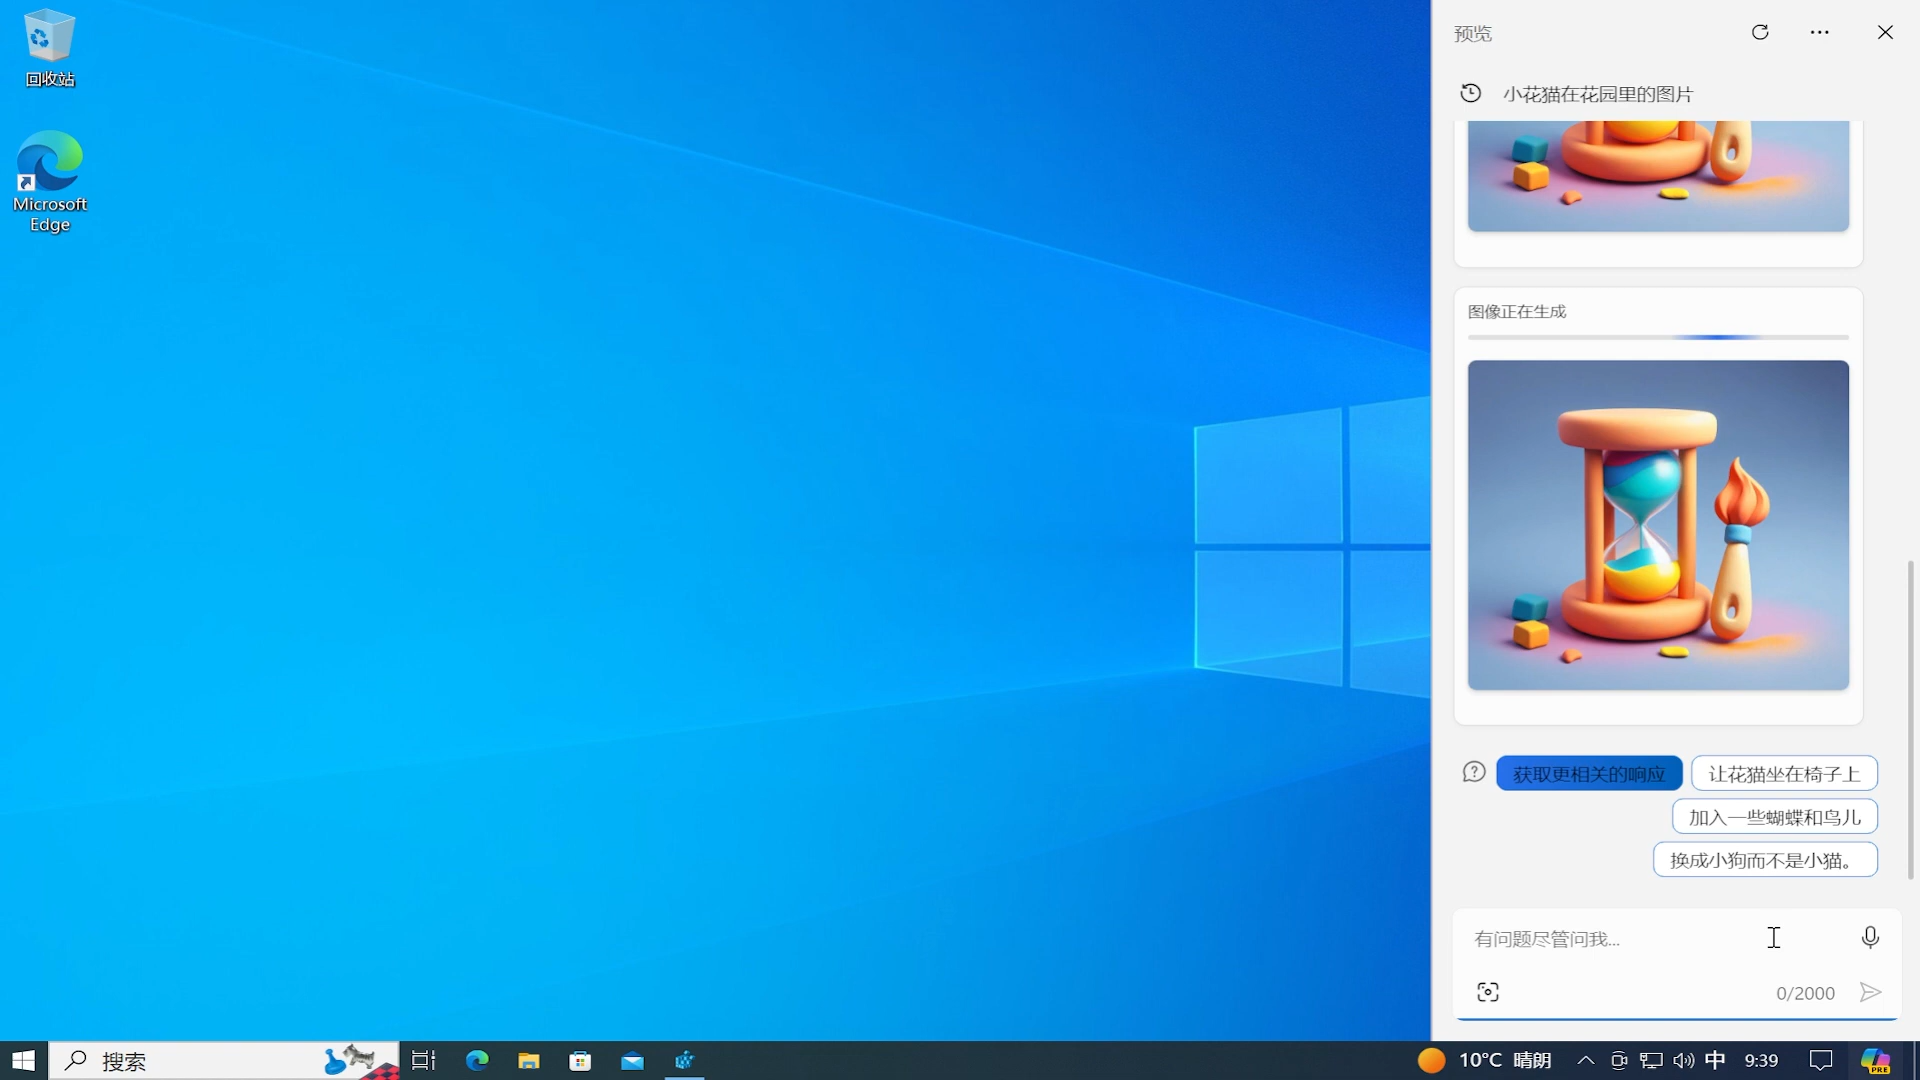 回收站
Microsoft
Edge
预览
小花猫在花园里的图片
图像正在生成
获取更相关的响应
让花猫坐在椅子上
加入一些蝴蝶和鸟儿
换成小狗而不是小猫。
有问题尽管问我...
0/2000
搜索
10°C 晴朗
中
9:39
PRE